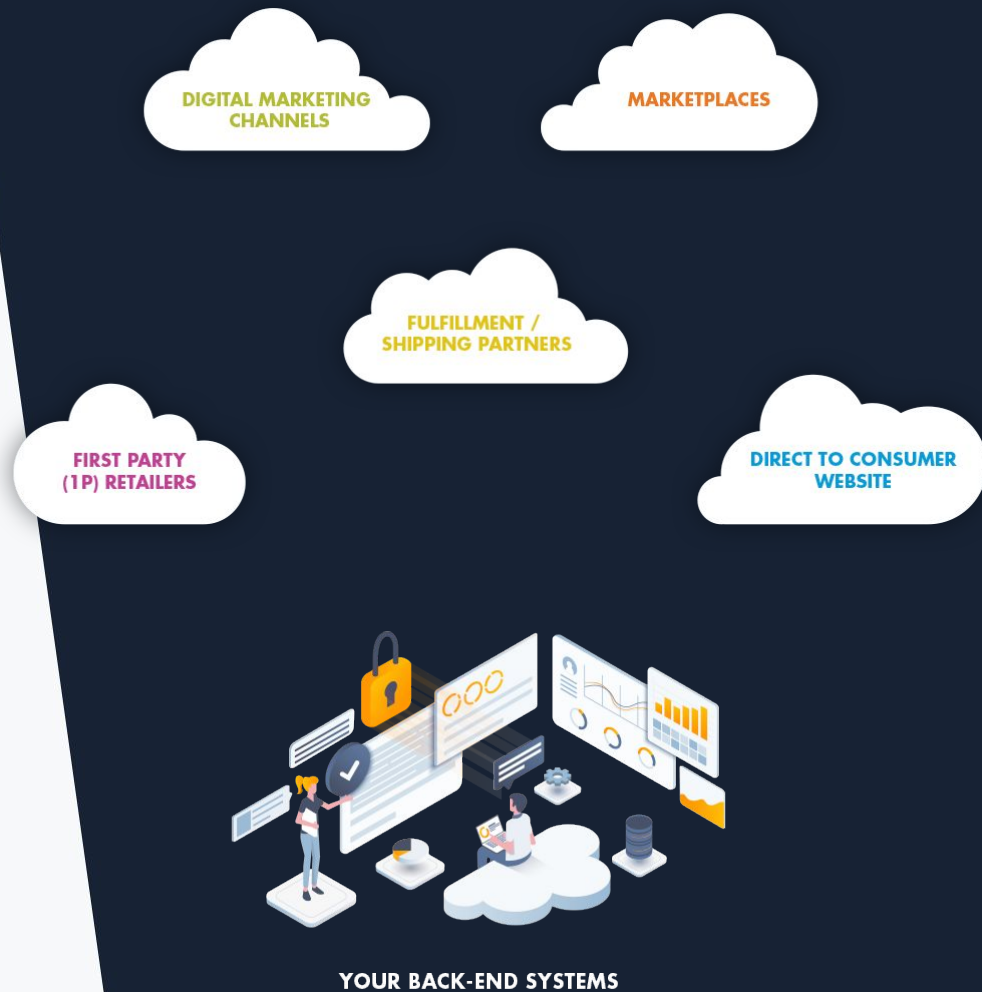 DIGITAL MARKETING
CHANNELS
MARKETPLACES
FULFILLMENT /
SHIPPING PARTNERS
FIRST PARTY
(1P) RETAILERS
DIRECT TO CONSUMER
WEBSITE
YOUR BACK-END SYSTEMS